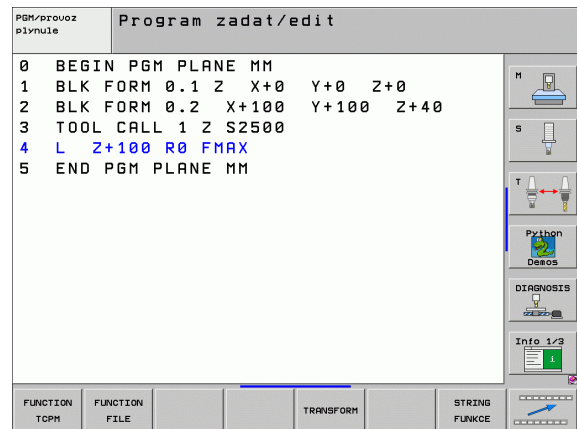 PGM/provoz
plynule
Program zadat/edit
0 BEGIN PGM PLANE MM
1 BLK FORM 0.1 Z X+0 Y+0 Z+0
2 BLK FORM 0.2 X+100 Y+100 Z+40
3 TOOL CALL 1 Z S2500
4 L Z+100 R0 FMAX
5 END PGM PLANE MM
M
S
T
Python
Demos
DIAGNOSIS
Info 1/3
i
FUNCTION
TCPM
FUNCTION
FILE
TRANSFORM
STRING
FUNKCE